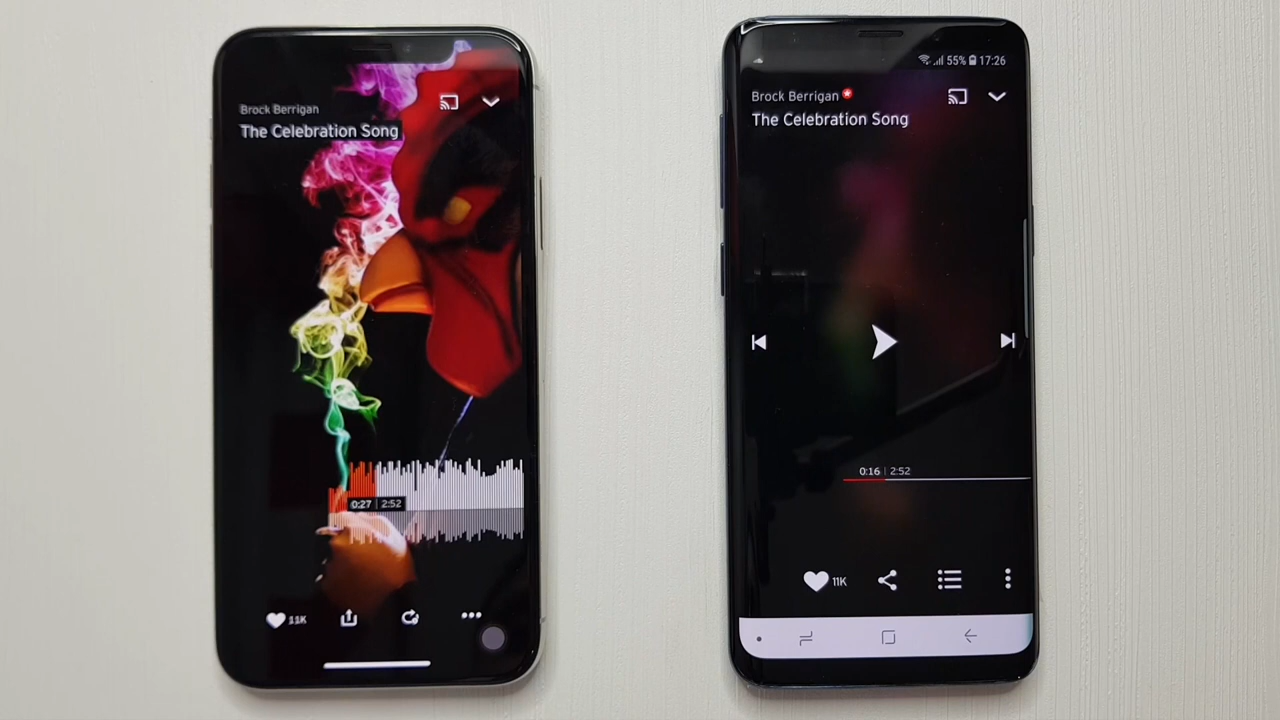 Brock Berrigan
The Celebration Song
0:27 | 2:52
11K
55% 17:26
Brock Berrigan
The Celebration Song
0:16 | 2:52
11K